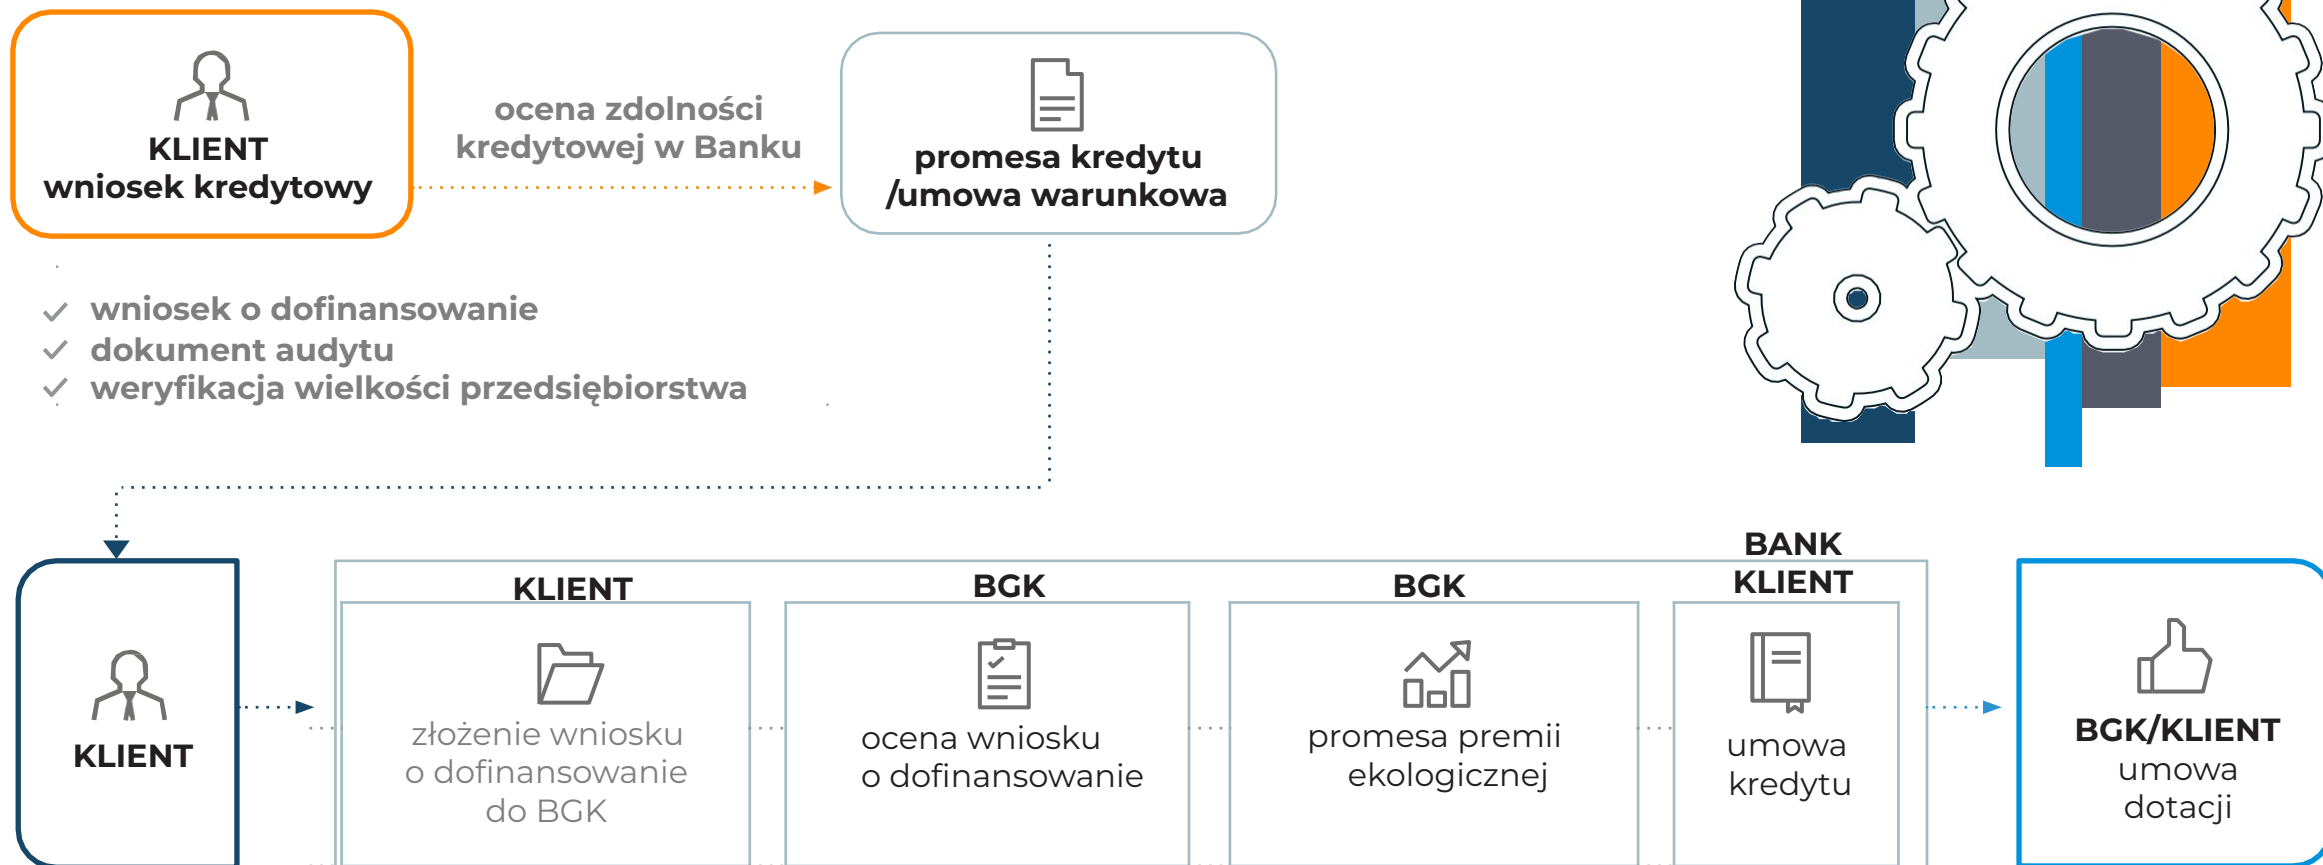 KLIENT
wniosek kredytowy
ocena zdolności
kredytowej w Banku
promesa kredytu
/umowa warunkowa
wniosek o dofinansowanie
dokument audytu
weryfikacja wielkości przedsiębiorstwa
KLIENT
KLIENT
złożenie wniosku
o dofinansowanie
do BGK
BGK
ocena wniosku
o dofinansowanie
BGK
promesa premii
ekologicznej
BANK
KLIENT
umowa
kredytu
BGK/KLIENT
umowa
dotacji